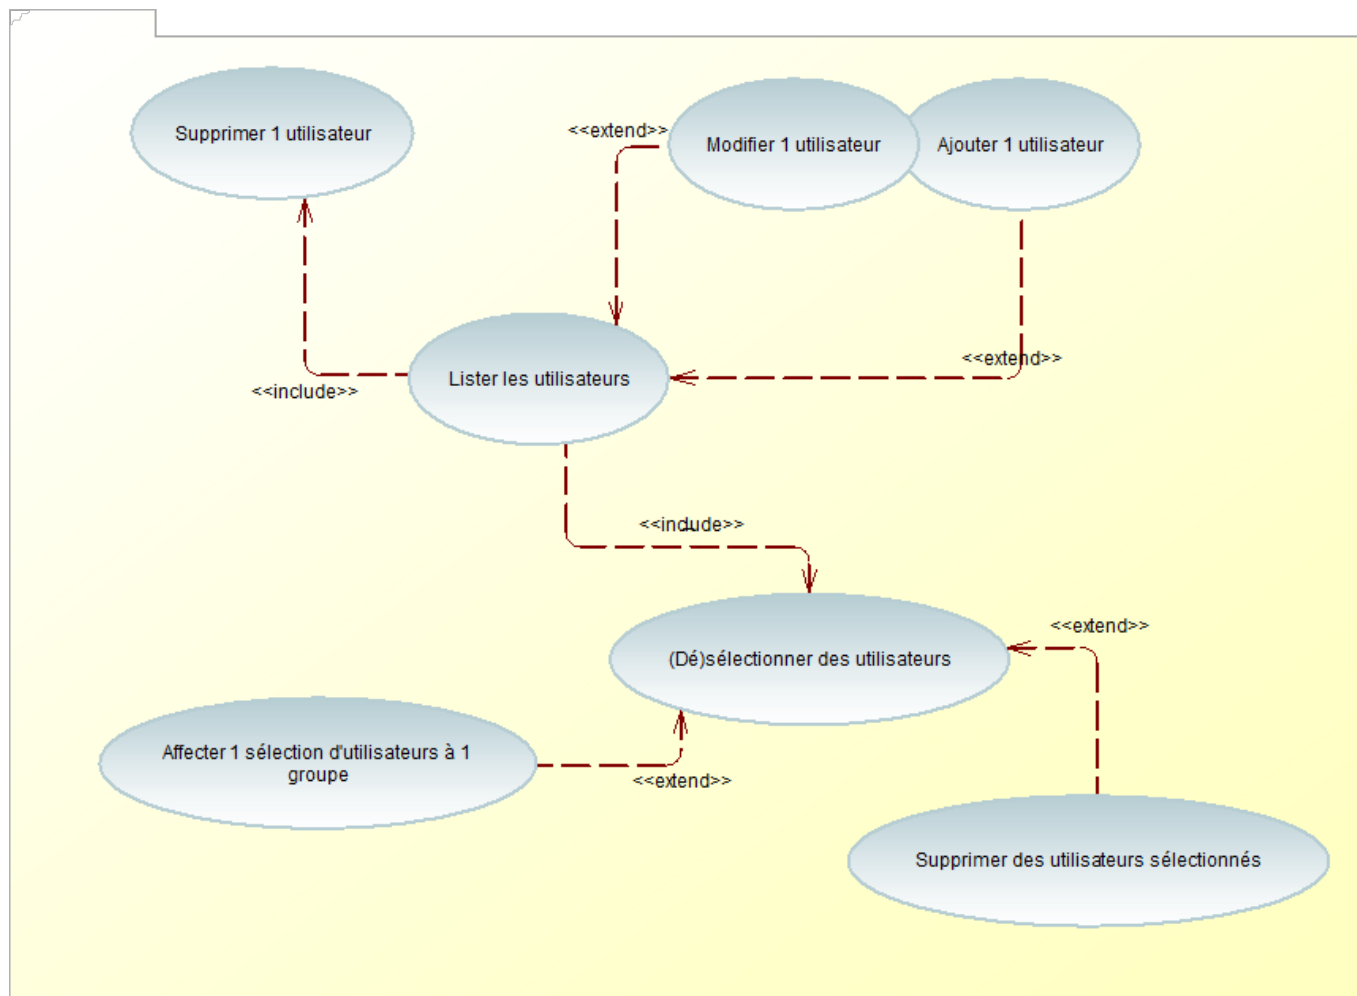 Supprimer 1 utilisateur
<<extend>>
Modifier 1 utilisateur
Ajouter 1 utilisateur
<<extend>>
Lister les utilisateurs
<<include>>
<<include>>
<<extend>>
(Dé)sélectionner des utilisateurs
Affecter 1 sélection d'utilisateurs à 1
groupe
<<extend>>
Supprimer des utilisateurs sélectionnés